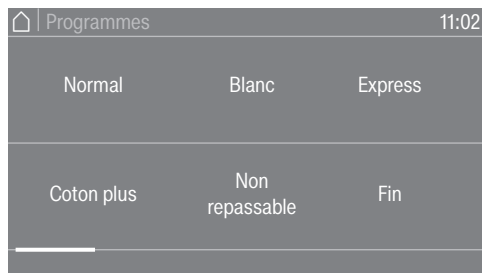 Programmes 11:02
Normal Blanc Express
Coton plus Non repassable Fin